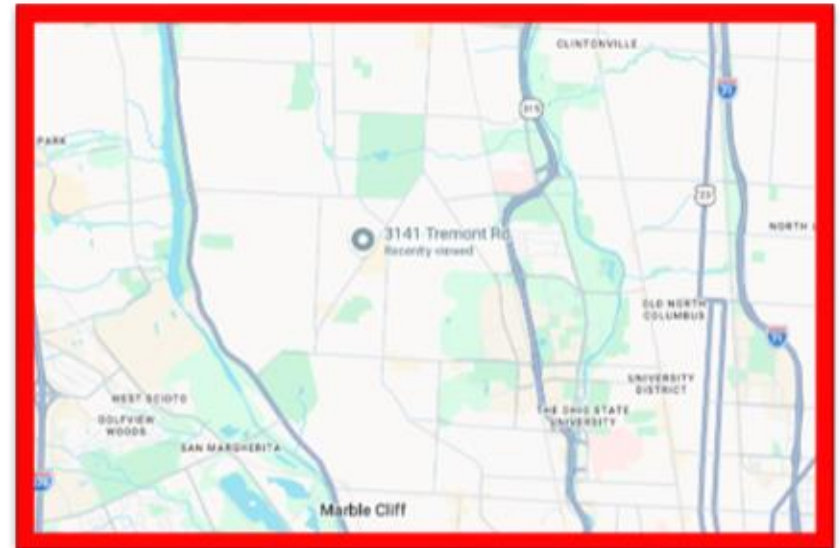 CLINTONVILLE
71
315
PARK
23
3141 Tremont Rd
Recently viewed
NORTH L
OLD NORTH
COLUMBUS
71
UNIVERSITY
DISTRICT
WEST SCIOTO
GOLFVIEW
WOODS
THE OHIO STATE
UNIVERSITY
SAN MARGHERITA
Marble Cliff